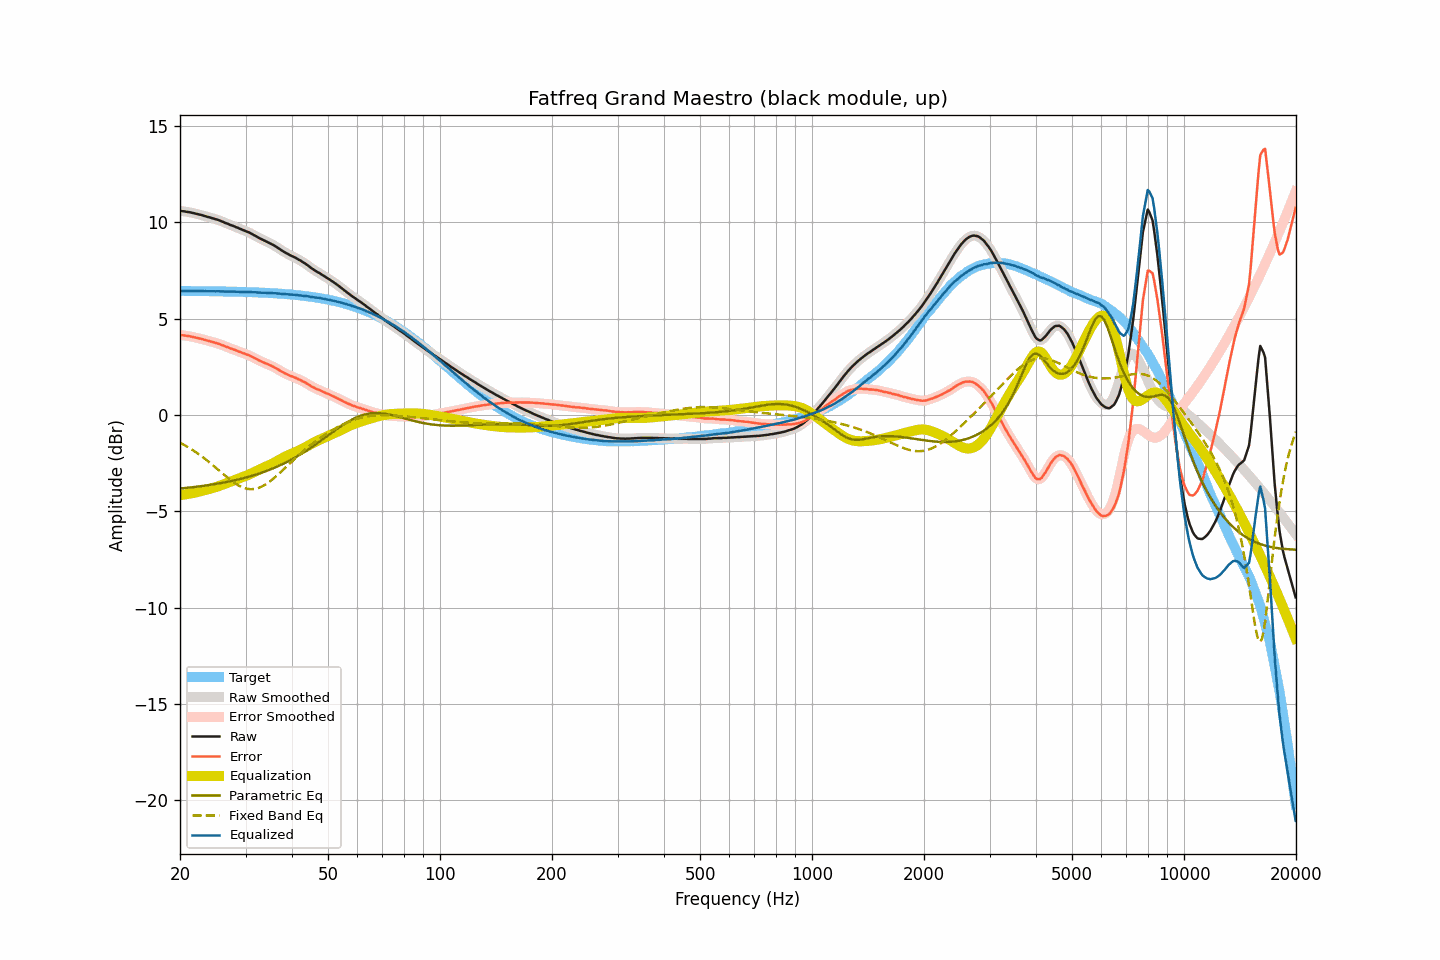 Fatfreq Grand Maestro (black module, up)
15
10
5
0
−5
−10
−15
−20
Amplitude (dBr)
Target
Raw Smoothed
Error Smoothed
Raw
Error
Equalization
Parametric Eq
Fixed Band Eq
Equalized
20 50 100 200 500 1000 2000 5000 10000 20000
Frequency (Hz)